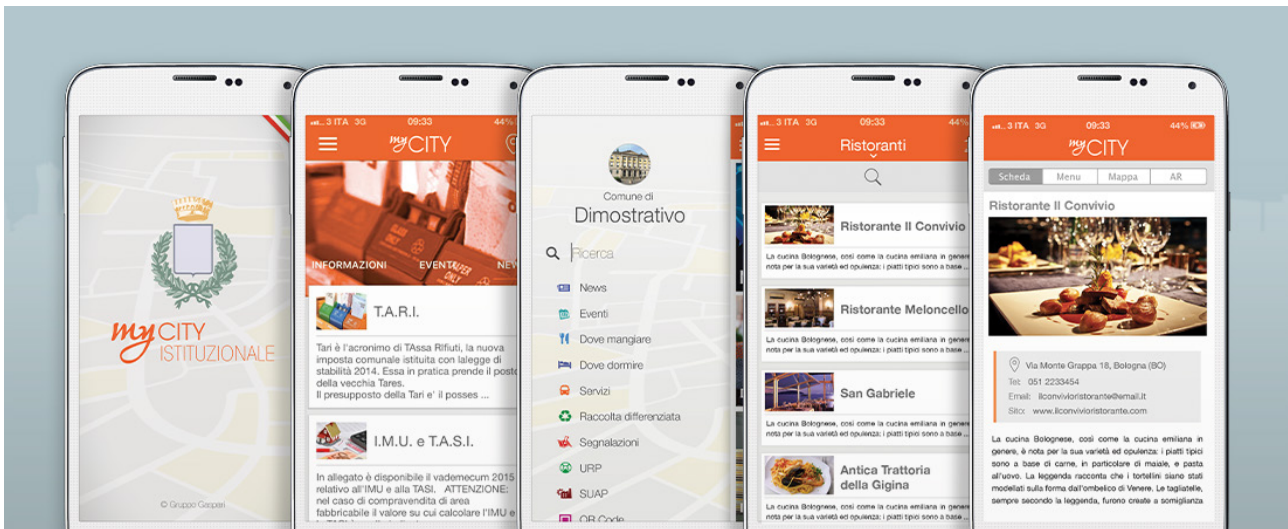 my CITY
ISTITUZIONALE
© Gruppo Gaspari
3 ITA 3G 09:33 44%
myCITY
INFORMAZIONI EVENTI
T.A.R.I.
Tari è l'acronimo di TAssa RIfiuti, la nuova
imposta comunale istituita con lalegge di
stabilità 2014. Essa in pratica prende il posto
della vecchia Tares.
Il presupposto della Tari e' il posses ...
I.M.U. e T.A.S.I.
In allegato è disponibile il vademecum 2015
relativo all'IMU e alla TASI. ATTENZIONE:
nel caso di compravendita di area
fabbricabile il valore su cui calcolare l'IMU e
Comune di
Dimostrativo
Ricerca
News
Eventi
Dove mangiare
Dove dormire
Servizi
Raccolta differenziata
Segnalazioni
URP
SUAP
QR Code
3 ITA 3G 09:33 44%
Ristoranti
Ristorante Il Convivio
La cucina Bolognese, così come la cucina emiliana in genere
nota per la sua varietà ed opulenza: i piatti tipici sono a base ...
Ristorante Meloncello
La cucina Bolognese, così come la cucina emiliana in genere
nota per la sua varietà ed opulenza: i piatti tipici sono a base ...
San Gabriele
La cucina Bolognese, così come la cucina emiliana in genere
nota per la sua varietà ed opulenza: i piatti tipici sono a base ...
Antica Trattoria
della Gigina
La cucina Bolognese, così come la cucina emiliana in genere
nota per la sua varietà ed opulenza: i piatti tipici sono a base
3 ITA 3G 09:33 44%
myCITY
Scheda Menu Mappa AR
Ristorante Il Convivio
Via Monte Grappa 18, Bologna (BO)
Tel: 051 2233454
Email: ilconvivioristorante@email.it
Sito: www.ilconvivioristorante.com
La cucina Bolognese, così come la cucina emiliana in
genere, è nota per la sua varietà ed opulenza: i piatti tipici
sono a base di carne, in particolare di maiale, e pasta
all'uovo. La leggenda racconta che i tortellini siano stati
modellati sulla forma dall'ombelico di Venere. Le tagliatelle,
sempre secondo la leggenda, furono create a somiglianza